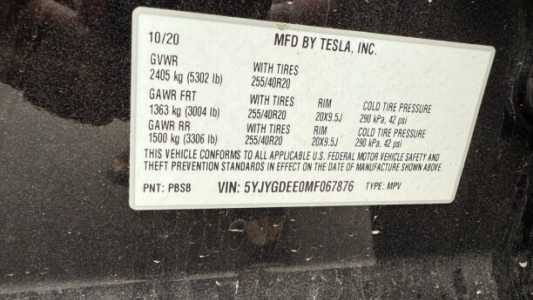 10/20 MFD BY TESLA, INC.
GVWR WITH TIRES
2405 kg (5302 lb) 255/40R20
GAWR FRT WITH TIRES RIM COLD TIRE PRESSURE
1363 kg (3004 lb) 255/40R20 20X9.5J 290 kPa, 42 psi
GAWR RR WITH TIRES RIM COLD TIRE PRESSURE
1500 kg (3306 lb) 255/40R20 20X9.5J 290 kPa, 42 psi
THIS VEHICLE CONFORMS TO ALL APPLICABLE U.S. FEDERAL MOTOR VEHICLE SAFETY AND
THEFT PREVENTION STANDARDS IN EFFECT ON THE DATE OF MANUFACTURE SHOWN ABOVE
PNT: PBSB VIN: 5YJYGDEE0MF067876 TYPE: MPV